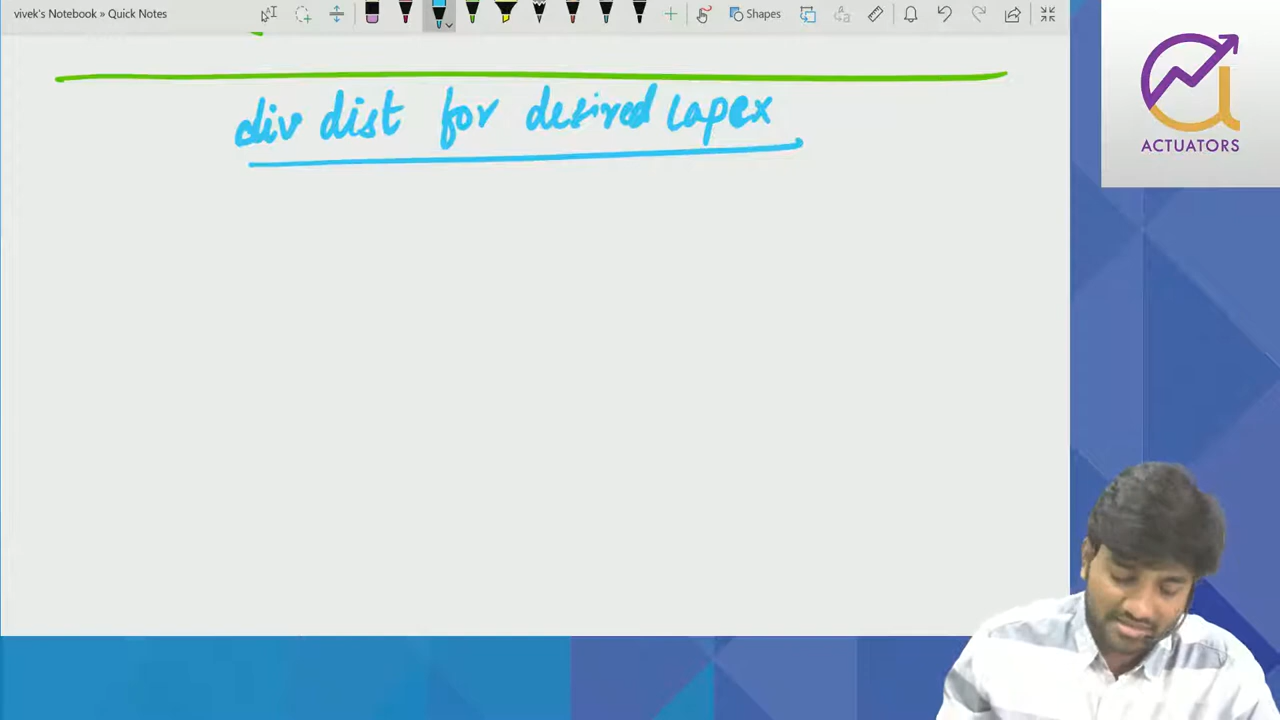 vivek's Notebook » Quick Notes
Shapes
div dist for desired Capex
ACTUATORS